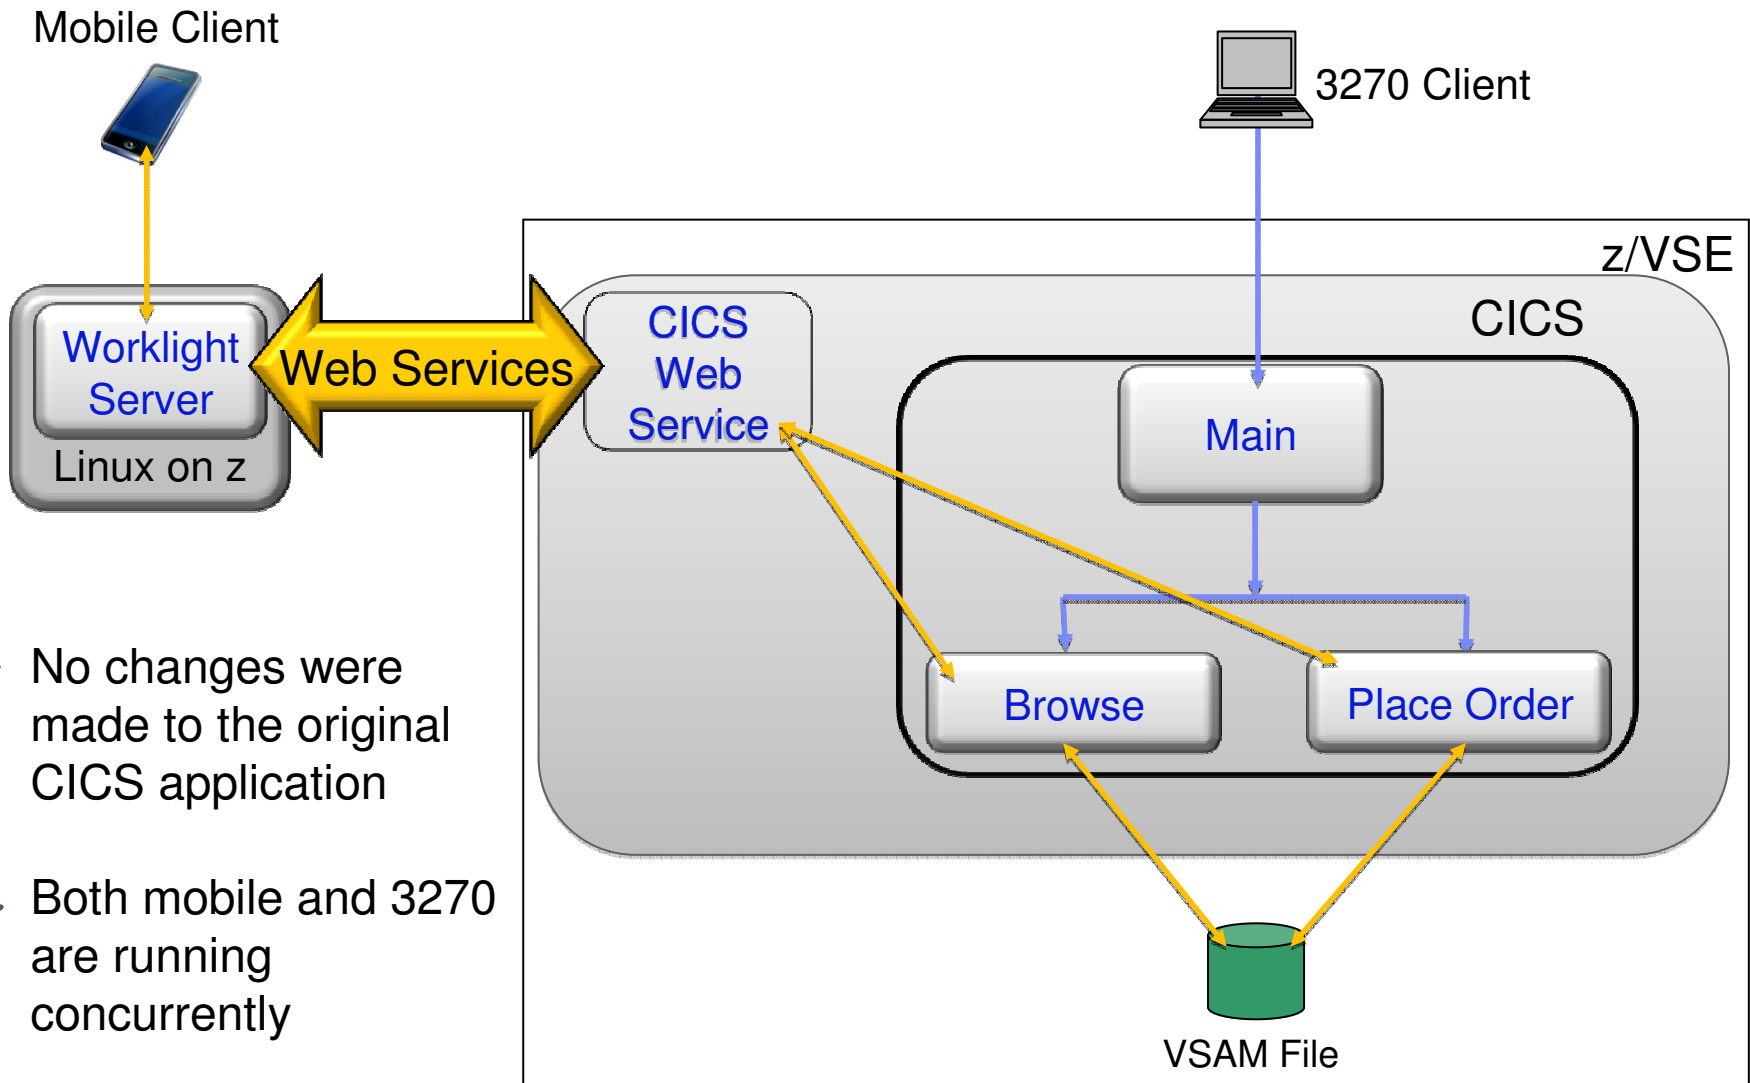 Mobile Client
3270 Client
z/VSE
CICS
CICS
Web
Service
Worklight
Server
Web Services
Linux on z
Main
Browse
Place Order
No changes were
made to the original
CICS application
Both mobile and 3270
are running
concurrently
VSAM File